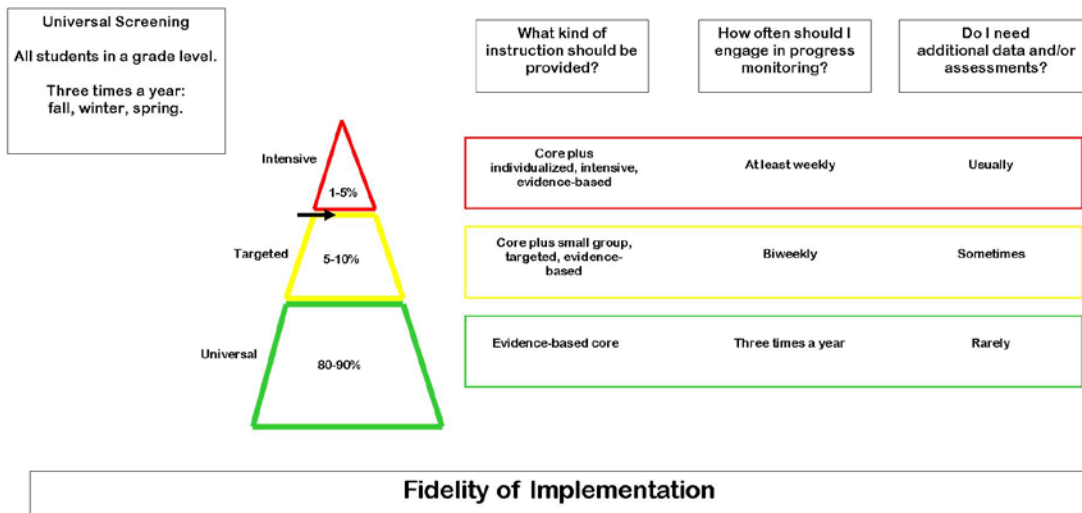 Universal Screening
All students in a grade level.
Three times a year:
fall, winter, spring.
What kind of
instruction should be
provided?
How often should I
engage in progress
monitoring?
Do I need
additional data and/or
assessments?
Intensive
1-5%
Core plus
individualized, intensive,
evidence-based
At least weekly
Usually
Targeted
5-10%
Core plus small group,
targeted, evidence-
based
Biweekly
Sometimes
Universal
80-90%
Evidence-based core
Three times a year
Rarely
Fidelity of Implementation